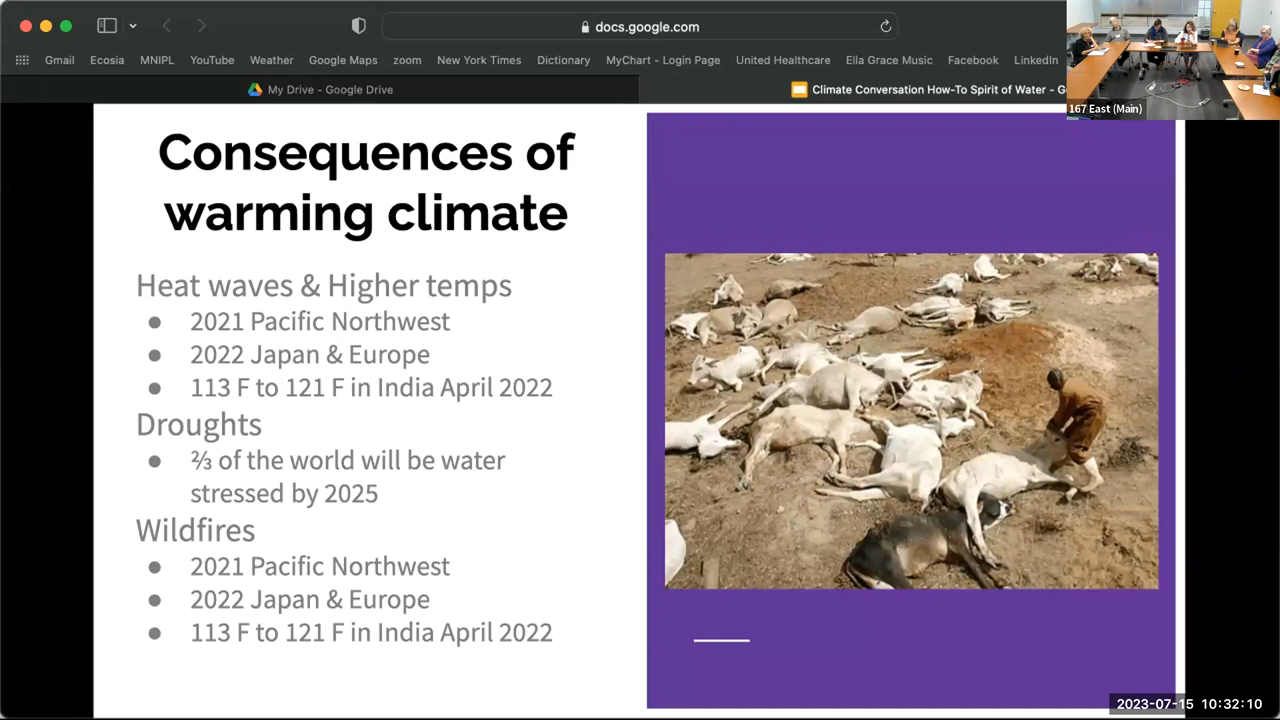 docs.google.com
Gmail Ecosia MNIPL YouTube Weather Google Maps zoom New York Times Dictionary MyChart - Login Page United Healthcare Ella Grace Music Facebook LinkedIn
My Drive - Google Drive
Climate Conversation How-To Spirit of Water - G
167 East (Main)
Consequences of
warming climate
Heat waves & Higher temps
● 2021 Pacific Northwest
● 2022 Japan & Europe
● 113 F to 121 F in India April 2022
Droughts
● ⅔ of the world will be water
stressed by 2025
Wildfires
● 2021 Pacific Northwest
● 2022 Japan & Europe
● 113 F to 121 F in India April 2022
2023-07-15 10:32:10